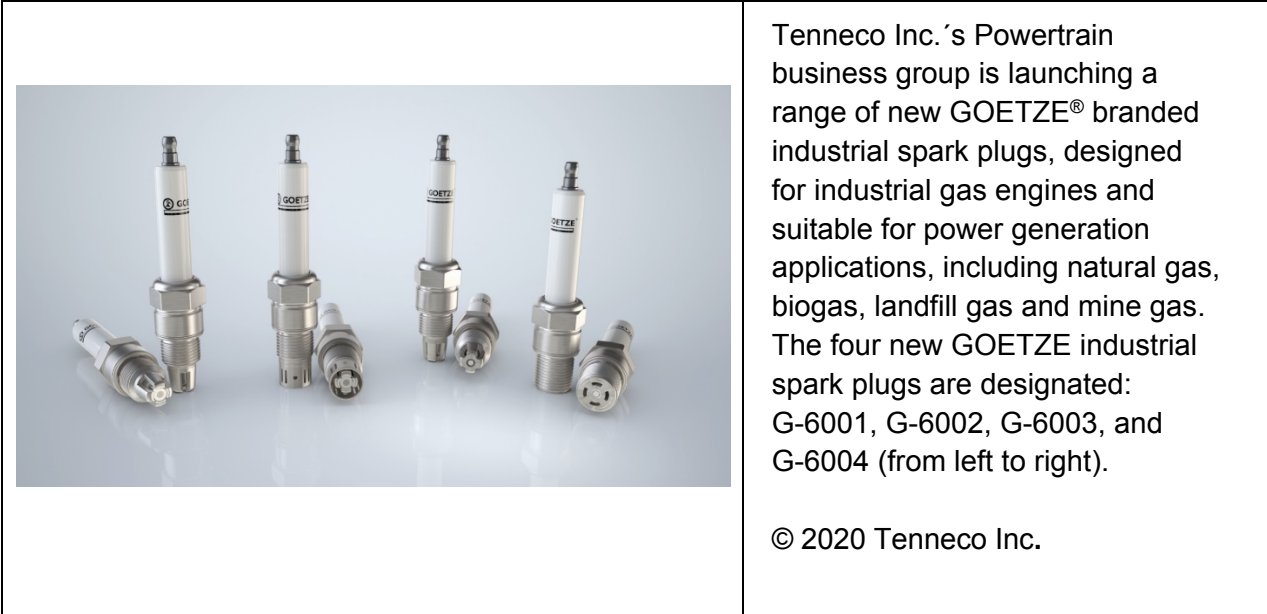 GOETZE
GOETZE
Tenneco Inc.´s Powertrain
business group is launching a
range of new GOETZE® branded
industrial spark plugs, designed
for industrial gas engines and
suitable for power generation
applications, including natural gas,
biogas, landfill gas and mine gas.
The four new GOETZE industrial
spark plugs are designated:
G-6001, G-6002, G-6003, and
G-6004 (from left to right).
© 2020 Tenneco Inc.